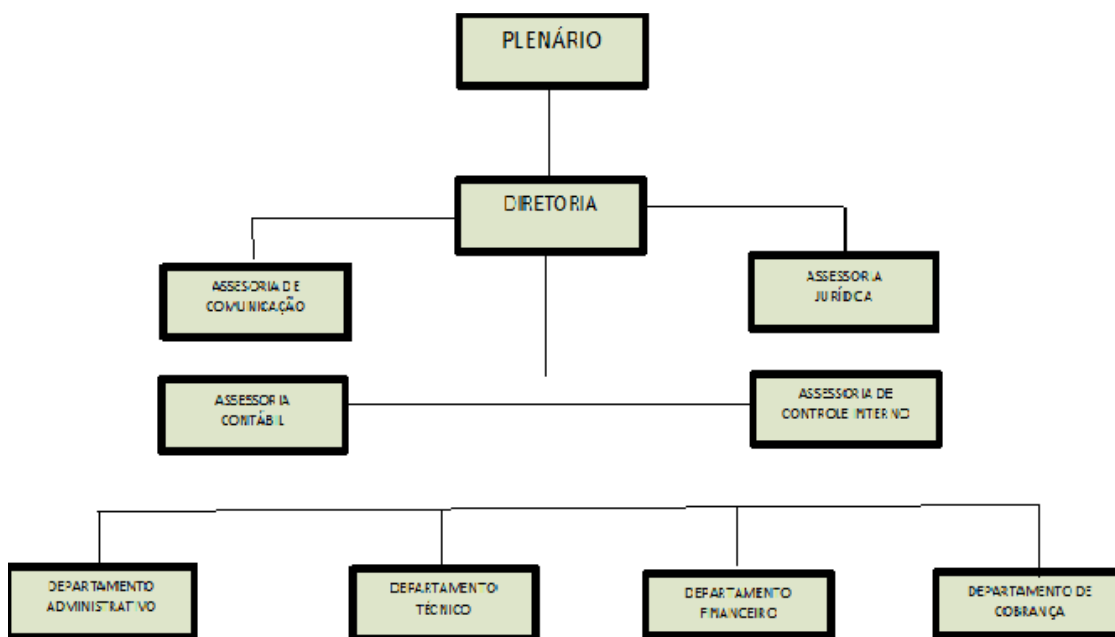 PLENÁRIO
DIRETORIA
ASSESORIA DE
COMUNICAÇÃO
ASSESSORIA
JURÍDICA
ASSESSORIA
CONTÁBIL
ASSESSORIA DE
CONTROLE INTERNO
DEPARTAMENTO
ADMINISTRATIVO
DEPARTAMENTO
TÉCNICO
DEPARTAMENTO
FINANCEIRO
DEPARTAMENTO DE
COBRANÇA